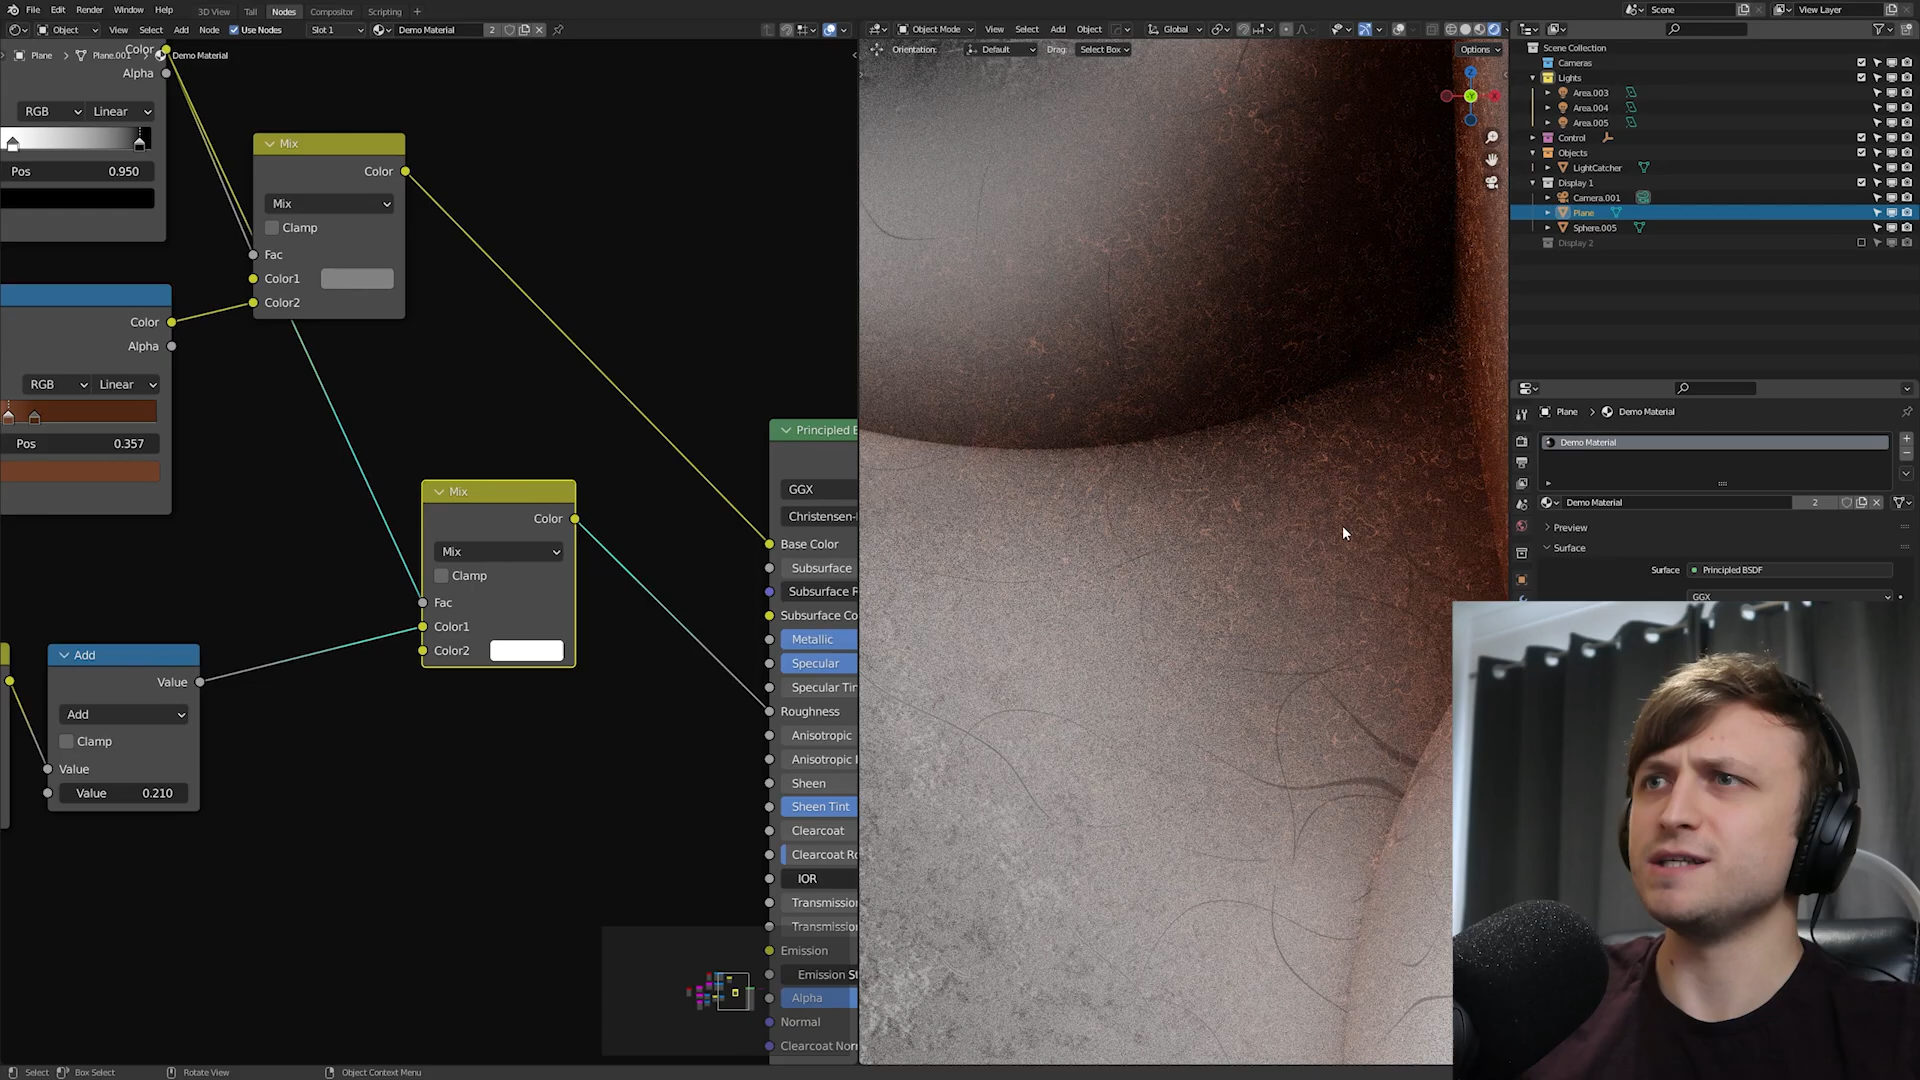 File Edit Render Window Help 3D View Tall Nodes Compositor Scripting + Scene View Layer
Object View Select Add Node Use Nodes Slot 1 Demo Material 2
Object Mode View Select Add Object Global
Plane Plane.001 Demo Material
Orientation: Default Drag: Select Box Options
Color
Alpha
RGB Linear
Pos 0.950
Mix
Color
Mix
Clamp
Fac
Color1
Color2
Color
Alpha
RGB Linear
Pos 0.357
Mix
Color
Mix
Clamp
Fac
Color1
Color2
Add
Value
Add
Clamp
Value
Value 0.210
Principled B
GGX
Christensen-
Base Color
Subsurface
Subsurface R
Subsurface Co
Metallic
Specular
Specular Tin
Roughness
Anisotropic
Anisotropic
Sheen
Sheen Tint
Clearcoat
Clearcoat Ro
IOR
Transmission
Transmission
Emission
Emission St
Alpha
Normal
Clearcoat Nor
Z
Y
Scene Collection
Cameras
Lights
Area.003
Area.004
Area.005
Control
Objects
LightCatcher
Display 1
Camera.001
Plane
Sphere.005
Display 2
Plane Demo Material
Demo Material
Demo Material 2
Preview
Surface
Surface Principled BSDF
GGX
Select Box Select Rotate View Object Context Menu